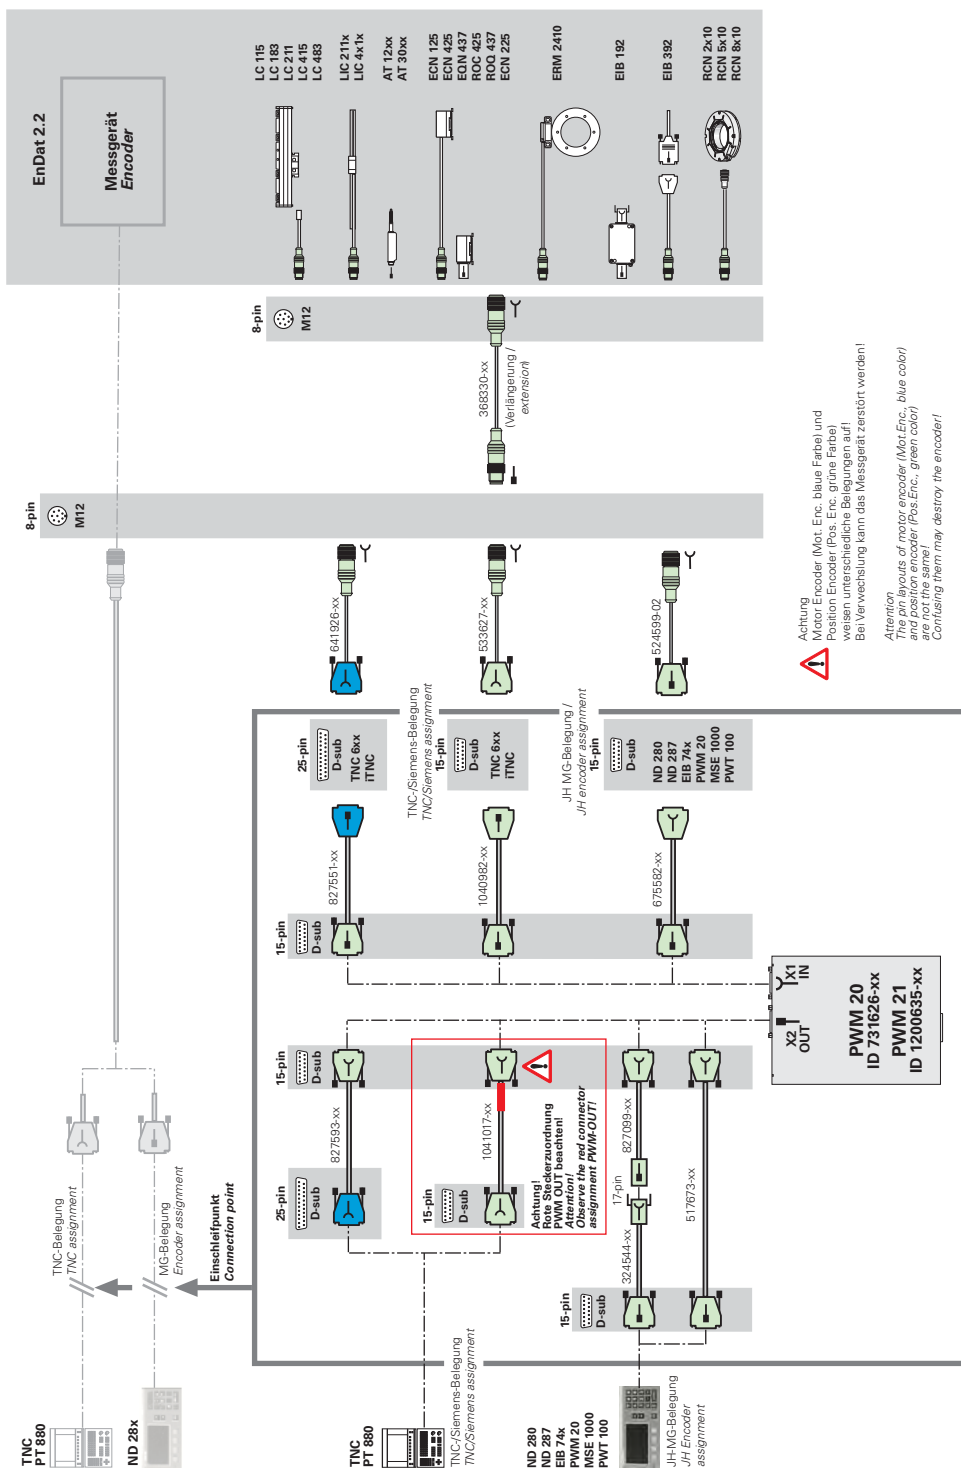 EnDat 2.2
Messgerät
Encoder
LC 115
LC 183
LC 211
LC 415
LC 483
LIC 211x
LIC 4x1x
AT 12xx
AT 30xx
ECN 125
ECN 425
EQN 437
ROC 425
ROQ 437
ECN 225
ERM 2410
EIB 192
EIB 392
RCN 2x10
RCN 5x10
RCN 8x10
8-pin
M12
368330-xx
(Verlängerung /
extension)
8-pin
M12
641926-xx
533627-xx
524599-02
Achtung
Motor Encoder (Mot. Enc. blaue Farbe) und
Position Encoder (Pos. Enc. grüne Farbe)
weisen unterschiedliche Belegungen auf!
Bei Verwechslung kann das Messgerät zerstört werden!
Attention
The pin layouts of motor encoder (Mot.Enc., blue color)
and position encoder (Pos.Enc., green color)
are not the same!
Confusing them may destroy the encoder!
25-pin
D-sub
TNC 6xx
iTNC
TNC-/Siemens-Belegung
TNC/Siemens assignment
15-pin
D-sub
TNC 6xx
iTNC
JH MG-Belegung /
JH encoder assignment
15-pin
D-sub
ND 280
ND 287
EIB 74x
PWM 20
MSE 1000
PWT 100
827551-xx
1040982-xx
675582-xx
15-pin
D-sub
X1
IN
X2
OUT
PWM 20
ID 731626-xx
PWM 21
ID 1200635-xx
15-pin
D-sub
827593-xx
1041017-xx
827099-xx
17-pin
324544-xx
517673-xx
25-pin
D-sub
15-pin
D-sub
Achtung!
Rote Steckerzuordnung
PWM OUT beachten!
Attention!
Observe the red connector
assignment PWM-OUT!
15-pin
D-sub
TNC-Belegung
TNC assignment
MG-Belegung
Encoder assignment
Einschleifpunkt
Connection point
TNC
PT 880
ND 28x
TNC
PT 880
TNC-/Siemens-Belegung
TNC/Siemens assignment
ND 280
ND 287
EIB 74x
PWM 20
MSE 1000
PWT 100
JH-MG-Belegung
JH Encoder
assignment